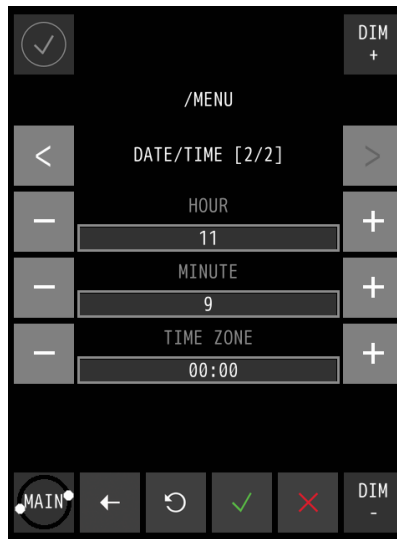 DIM
+
/MENU
< DATE/TIME [2/2] >
HOUR
− 11 +
MINUTE
− 9 +
TIME ZONE
− 00:00 +
MAIN
DIM
-